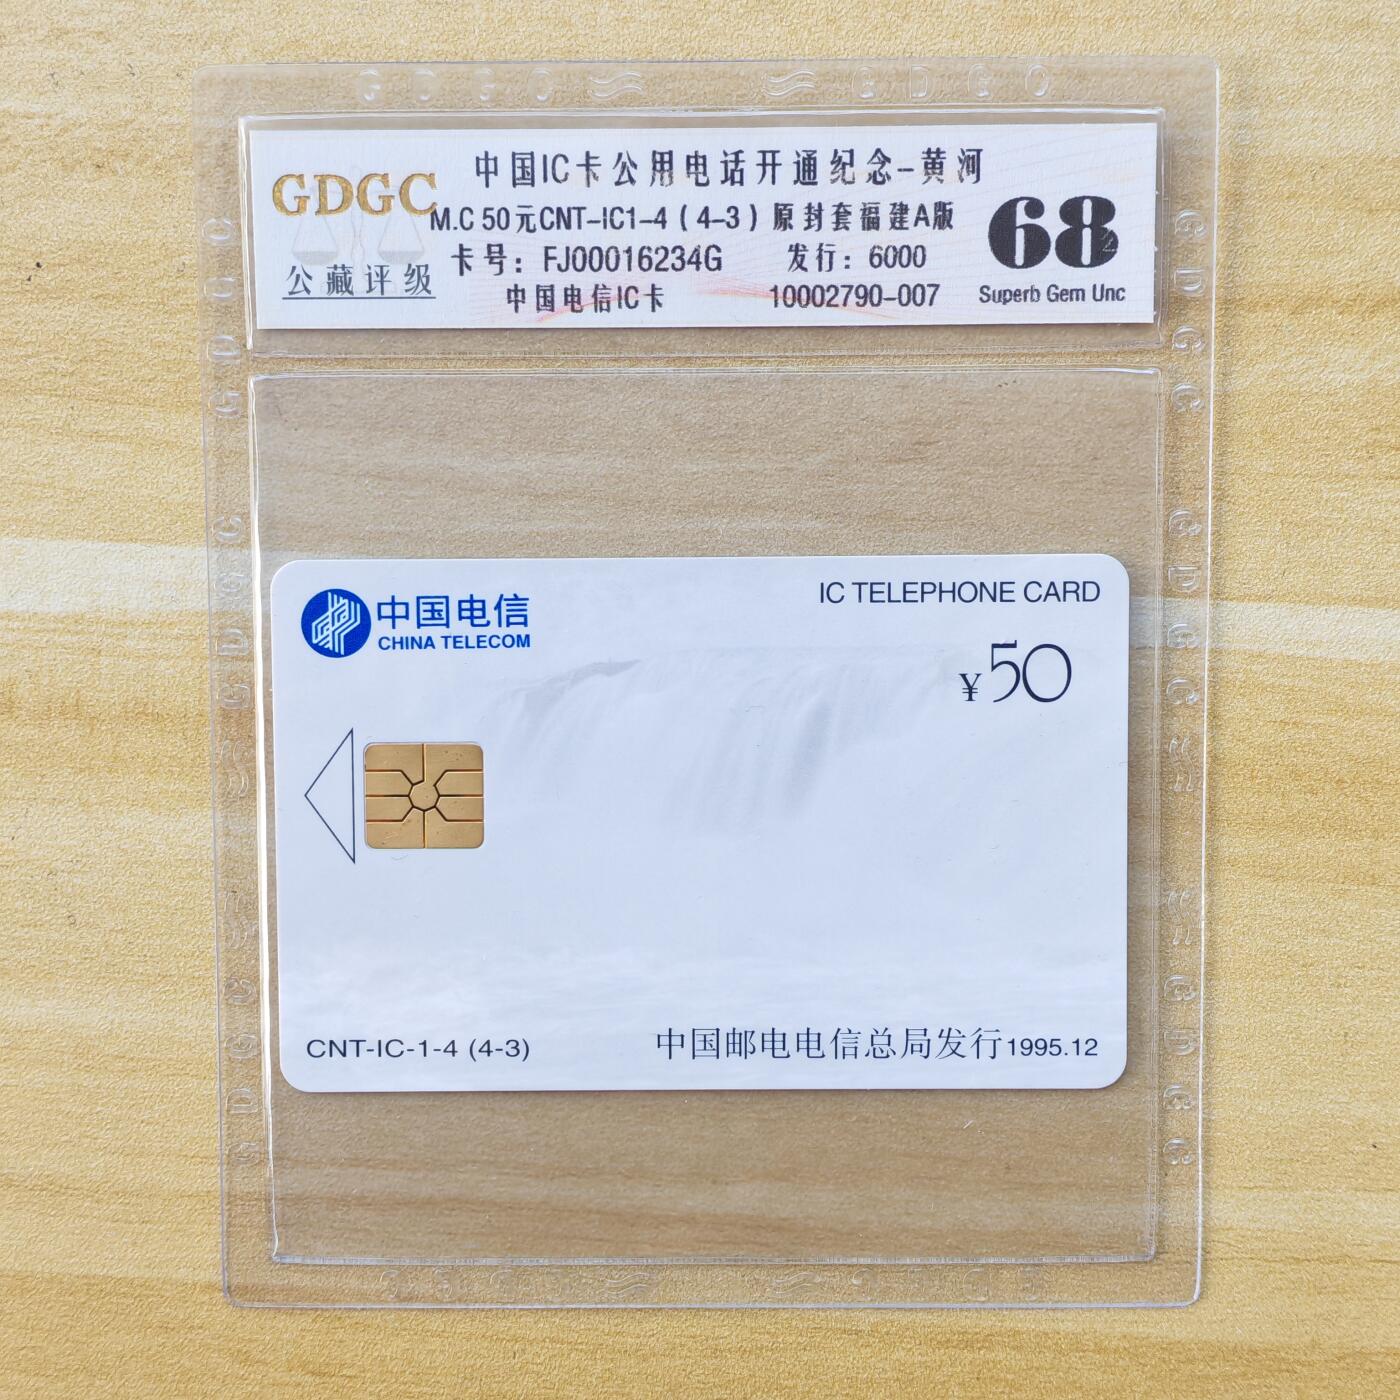 GDGC
公藏评级
中国IC卡公用电话开通纪念-黄河
M.C 50元CNT-IC1-4（4-3）原封套福建A版
卡号：FJ00016234G 发行：6000
中国电信IC卡 10002790-007
68
Superb Gem Unc
中国电信
CHINA TELECOM
IC TELEPHONE CARD
¥50
CNT-IC-1-4 (4-3)
中国邮电电信总局发行1995.12